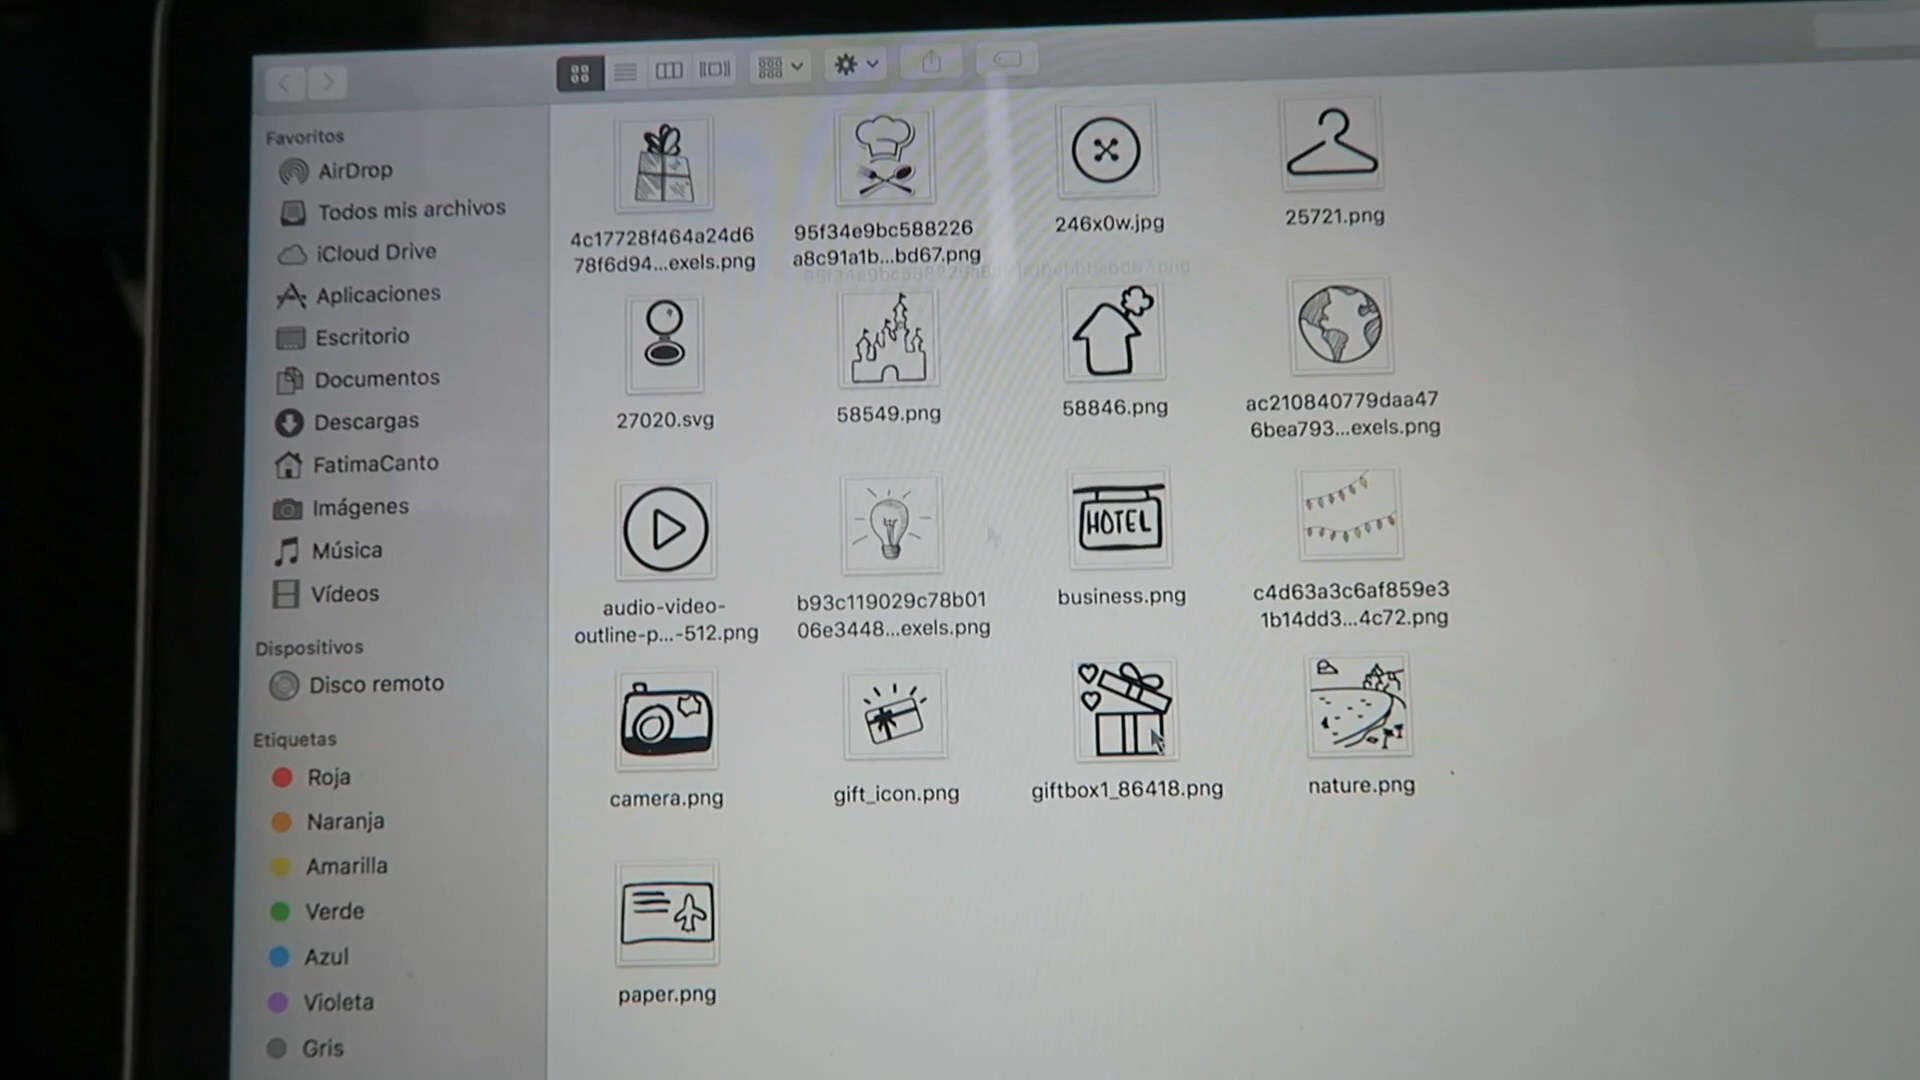 Favoritos
AirDrop
Todos mis archivos
iCloud Drive
Aplicaciones
Escritorio
Documentos
Descargas
FatimaCanto
Imágenes
Música
Vídeos
Dispositivos
Disco remoto
Etiquetas
Roja
Naranja
Amarilla
Verde
Azul
Violeta
Gris
4c17728f464a24d6
78f6d94...exels.png
95f34e9bc588226
a8c91a1b...bd67.png
246x0w.jpg
25721.png
27020.svg
58549.png
58846.png
ac210840779daa47
6bea793...exels.png
audio-video-
outline-p...-512.png
b93c119029c78b01
06e3448...exels.png
HOTEL
business.png
c4d63a3c6af859e3
1b14dd3...4c72.png
camera.png
gift_icon.png
giftbox1_86418.png
nature.png
paper.png